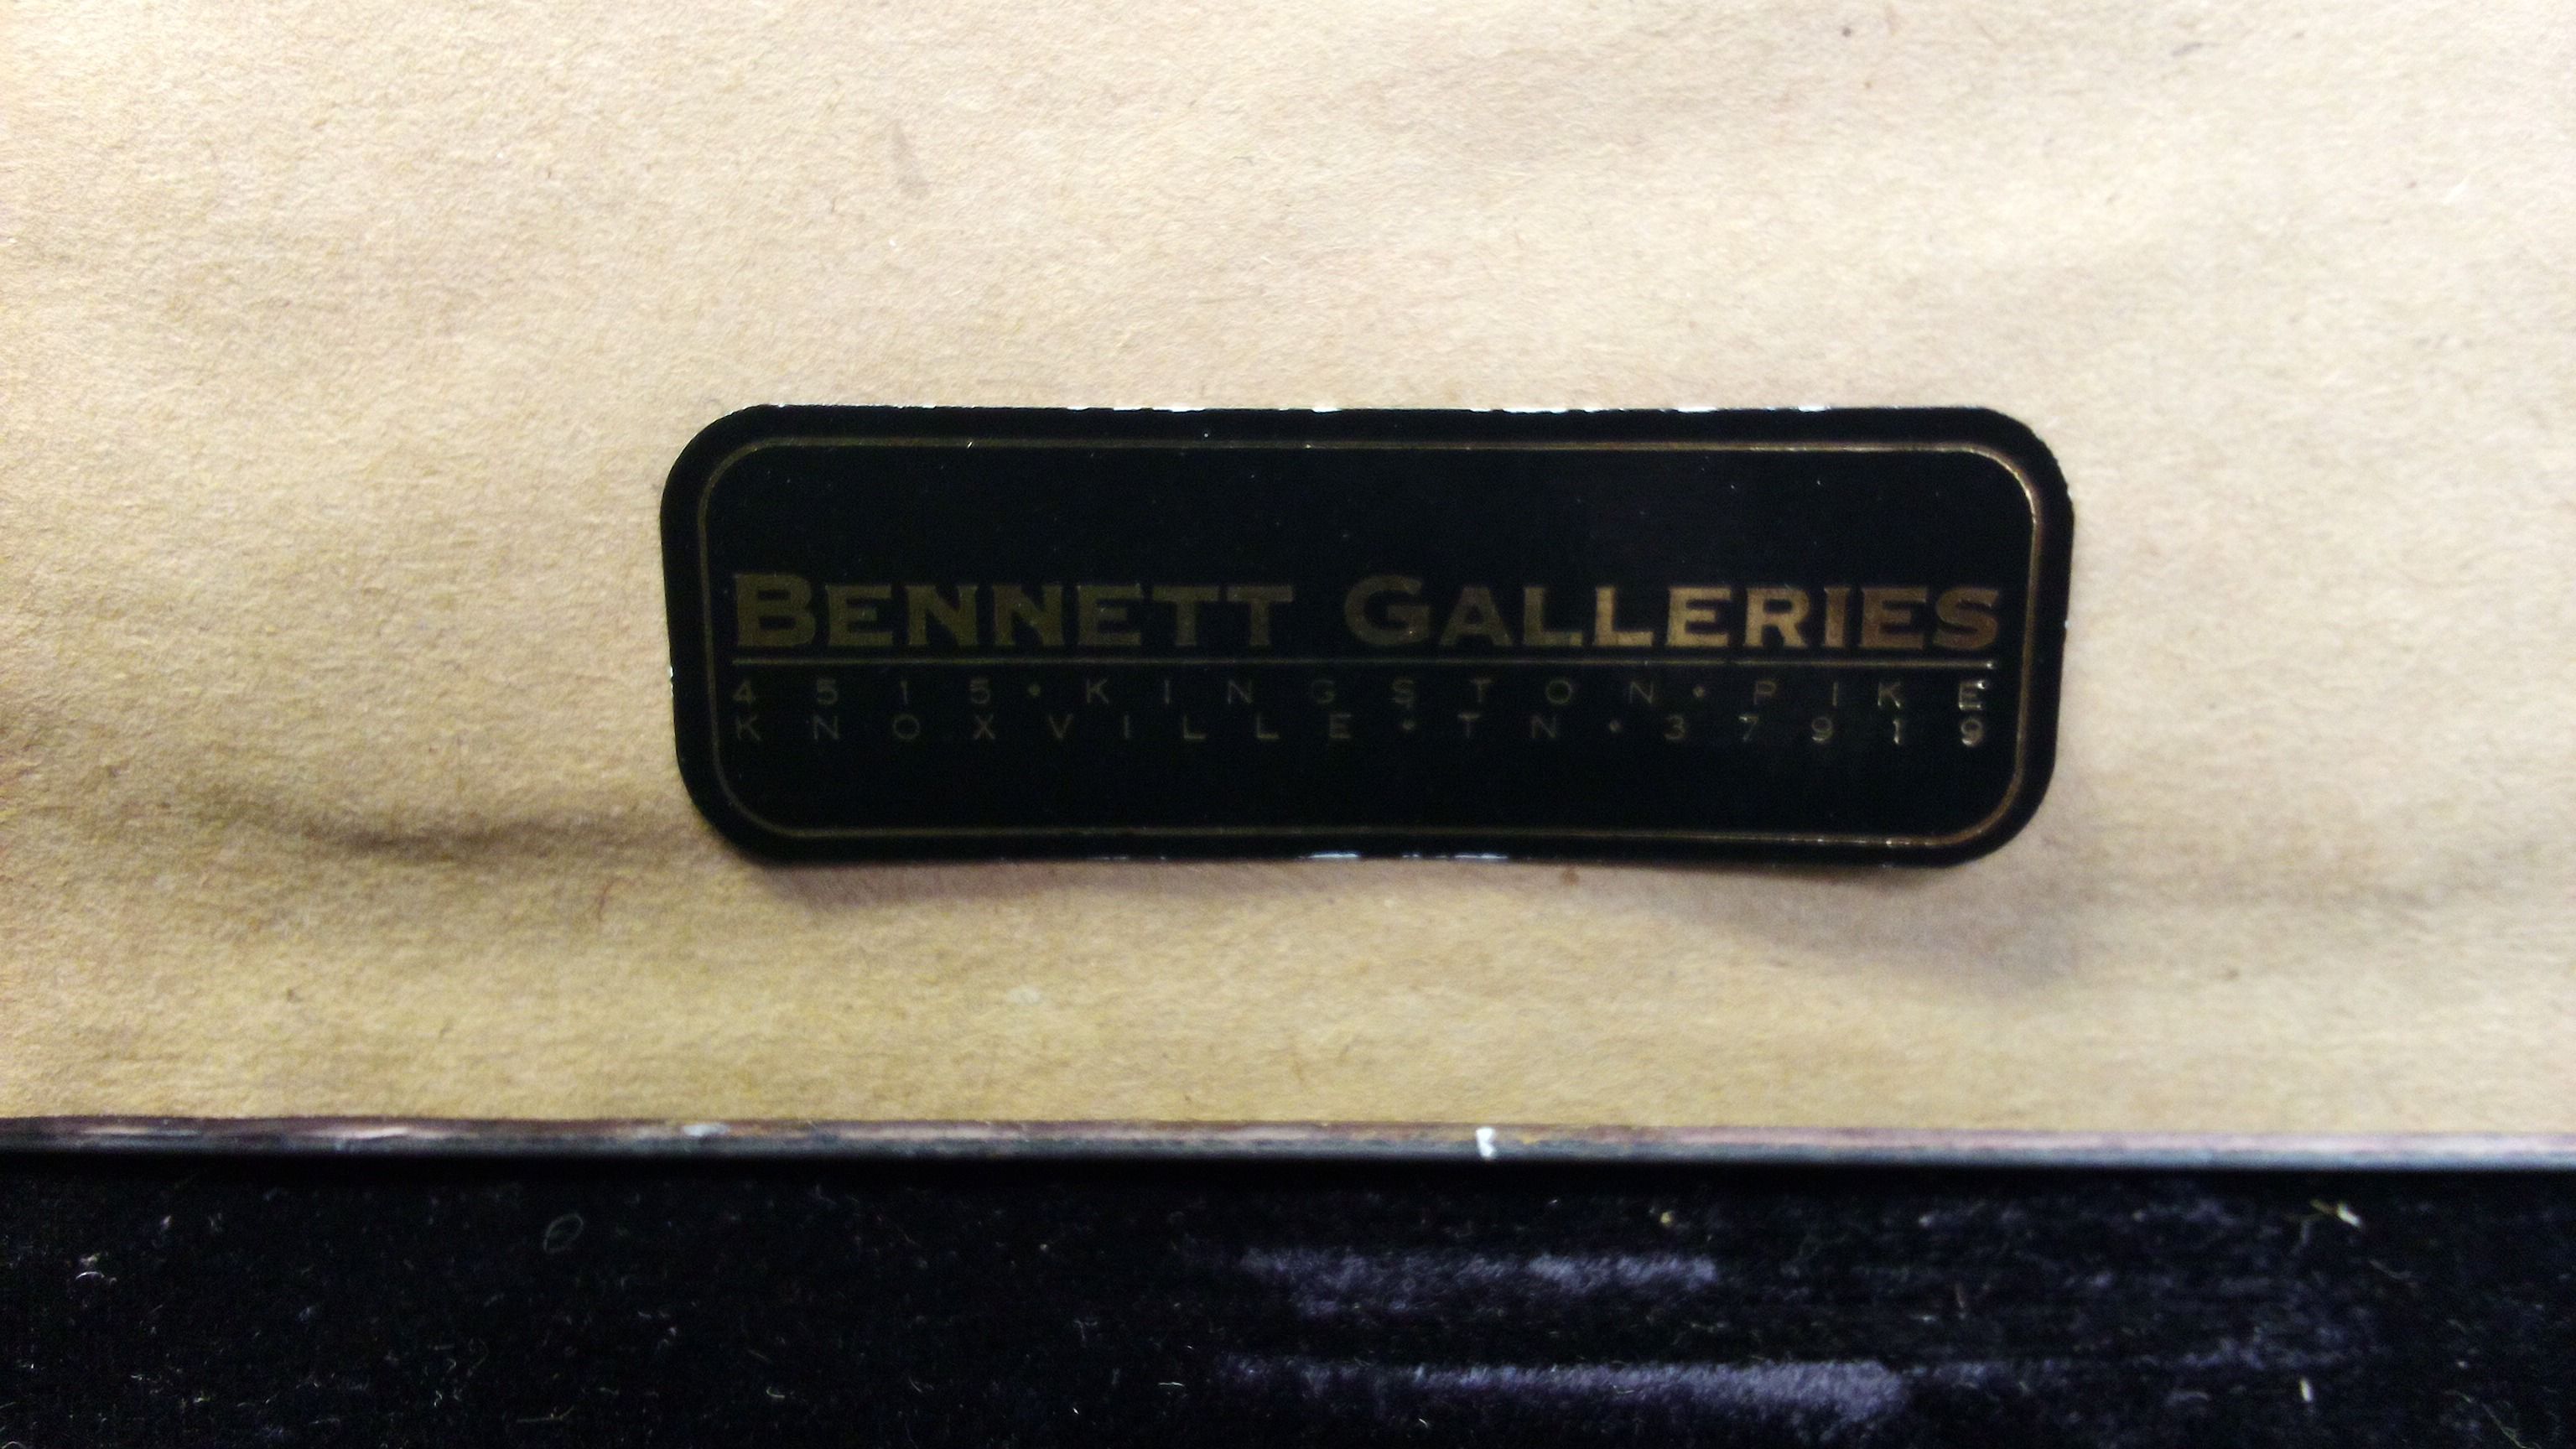 BENNETT GALLERIES
4515•KINGSTON•PIKE
KNOXVILLE•TN•37919